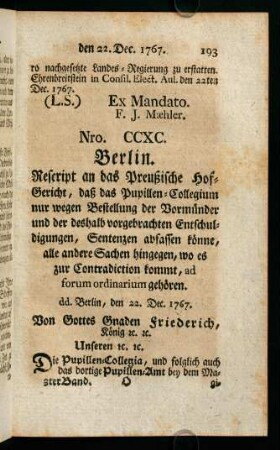 den 22. Dec. 1767. 193
ro nachgesetzte Landes-Regierung zu erstatten.
Ehrenbreitstein in Consil. Elect. Aul. den 22ten
Dec. 1767.
(L.S.) Ex Mandato.
F. J. Mæhler.
Nro. CCXC.
Berlin.
Rescript an das Preußische Hof-
Gericht, daß das Pupillen-Collegium
nur wegen Bestellung der Vormünder
und der deshalb vorgebrachten Entschul-
digungen, Sentenzen abfassen könne,
alle andere Sachen hingegen, wo es
zur Contradiction kommt, ad
forum ordinarium gehören.
dd. Berlin, den 22. Dec. 1767.
Von Gottes Gnaden Friederich,
König ꝛc. ꝛc.
Unseren ꝛc. ꝛc.
Die Pupillen-Collegia, und folglich auch
das dortige Pupillen-Amt bey dem Ma-
2ter Band. O gi-